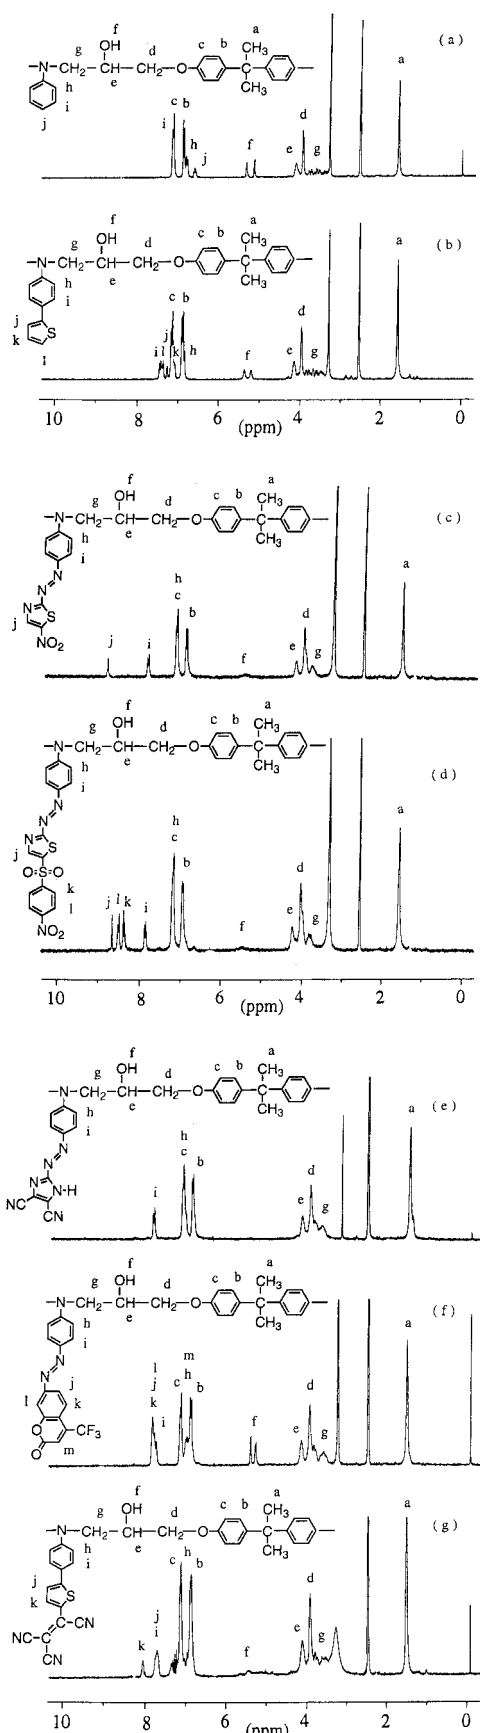 f
a
OH c b CH₃ ( a )
g d
N—CH₂—CH—CH₂—O CH₃
h e
i
j
a
c
i b
d
h f
j e g
f
a
OH c b CH₃ ( b )
g d
N—CH₂—CH—CH₂—O CH₃
h e
i
j
S
k
l
a
c b
d
j
i l k h f e g
10 8 6 4 2 0
(ppm)
f
a
OH c b CH₃ ( c )
g d
N—CH₂—CH—CH₂—O CH₃
h e
i
N
N
N S
j
NO₂
a
h
c
b d
j i e g
f
f
a
OH c b CH₃ ( d )
g d
N—CH₂—CH—CH₂—O CH₃
h e
j
N
N
N S
j
O=S=O
k
l
NO₂
a
h
c
b d
j l k i e g
f
10 8 6 4 2 0
(ppm)
f
a
OH c b CH₃ ( e )
g d
N—CH₂—CH—CH₂—O CH₃
h e
i
N
N
N N-H
CN
CN
a
h
c b
d
i e g
f
a
OH c b CH₃ ( f )
g d
N—CH₂—CH—CH₂—O CH₃
h e
i
N
N
l j
k
O
O CF₃
m
a
l m
j c h b d
k
i f e g
f
a
OH c b CH₃ ( g )
g d
N—CH₂—CH—CH₂—O CH₃
h e
i
j
S
k
CN
NC
CN
a
c h b
d
j
k i f e g
10 8 6 4 2 0
(ppm)